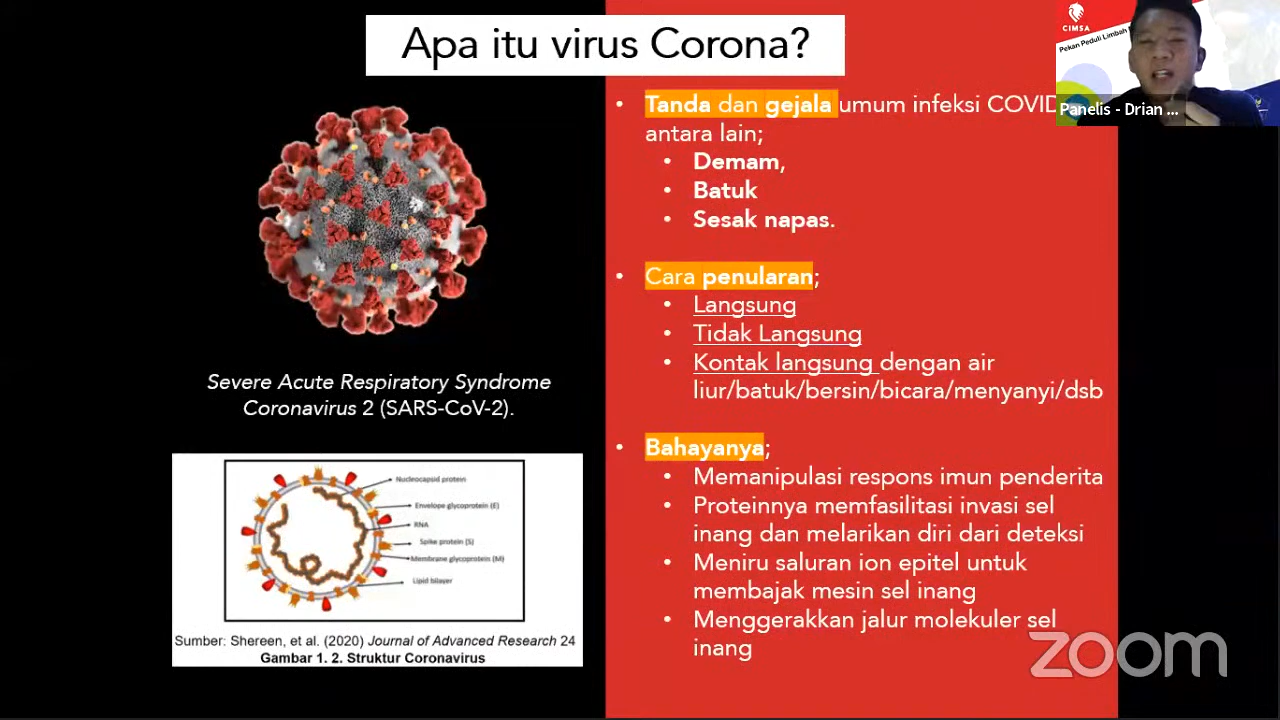 Apa itu virus Corona?
CIMSA
Pekan Peduli Limbah
Panelis - Drian ...
Tanda dan gejala umum infeksi COVID
antara lain;
• Demam,
• Batuk
• Sesak napas.
Cara penularan;
• Langsung
• Tidak Langsung
• Kontak langsung dengan air
liur/batuk/bersin/bicara/menyanyi/dsb
Bahayanya;
• Memanipulasi respons imun penderita
• Proteinnya memfasilitasi invasi sel
inang dan melarikan diri dari deteksi
• Meniru saluran ion epitel untuk
membajak mesin sel inang
• Menggerakkan jalur molekuler sel
inang
Severe Acute Respiratory Syndrome
Coronavirus 2 (SARS-CoV-2).
Nucleocapsid protein
Envelope glycoprotein (E)
RNA
Spike protein (S)
Membrane glycoprotein (M)
Lipid bilayer
Sumber: Shereen, et al. (2020) Journal of Advanced Research 24
Gambar 1. 2. Struktur Coronavirus
zoom